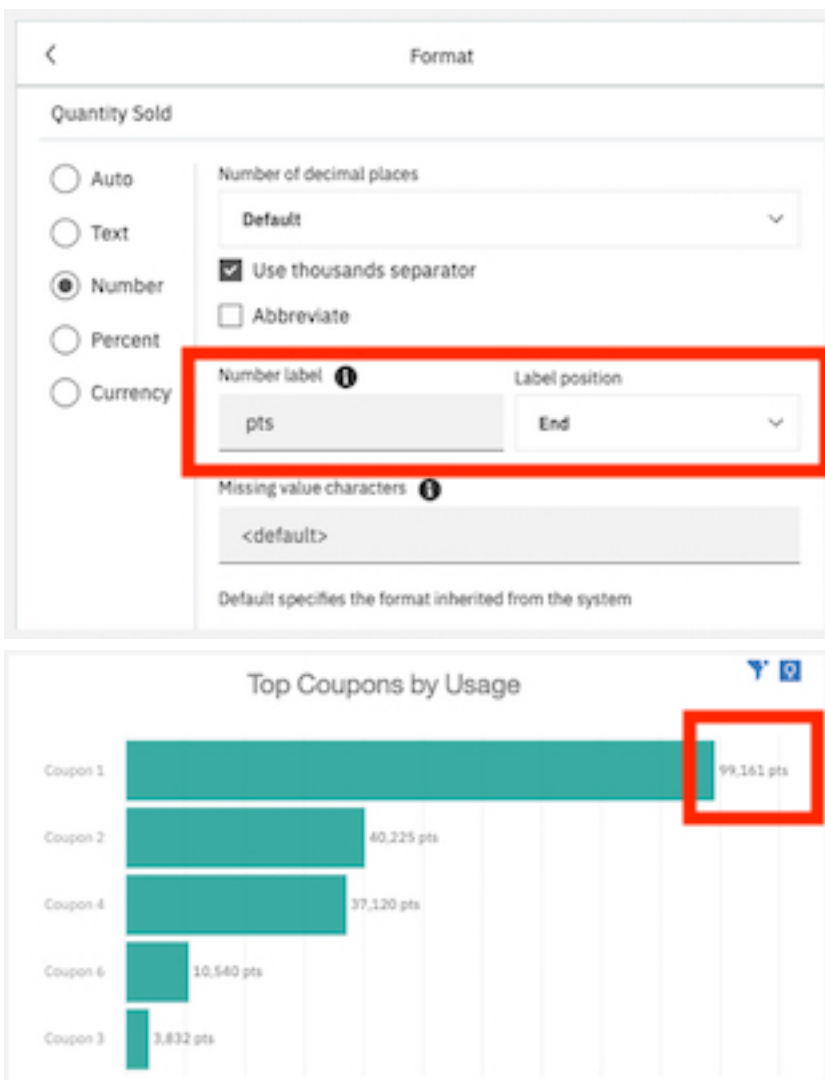 Format
Quantity Sold
Auto
Text
Number
Percent
Currency
Number of decimal places
Default
Use thousands separator
Abbreviate
Number label
Label position
pts
End
Missing value characters
<default>
Default specifies the format inherited from the system
Top Coupons by Usage
Coupon 1 99,161 pts
Coupon 2 40,225 pts
Coupon 4 37,120 pts
Coupon 6 10,540 pts
Coupon 3 3,832 pts